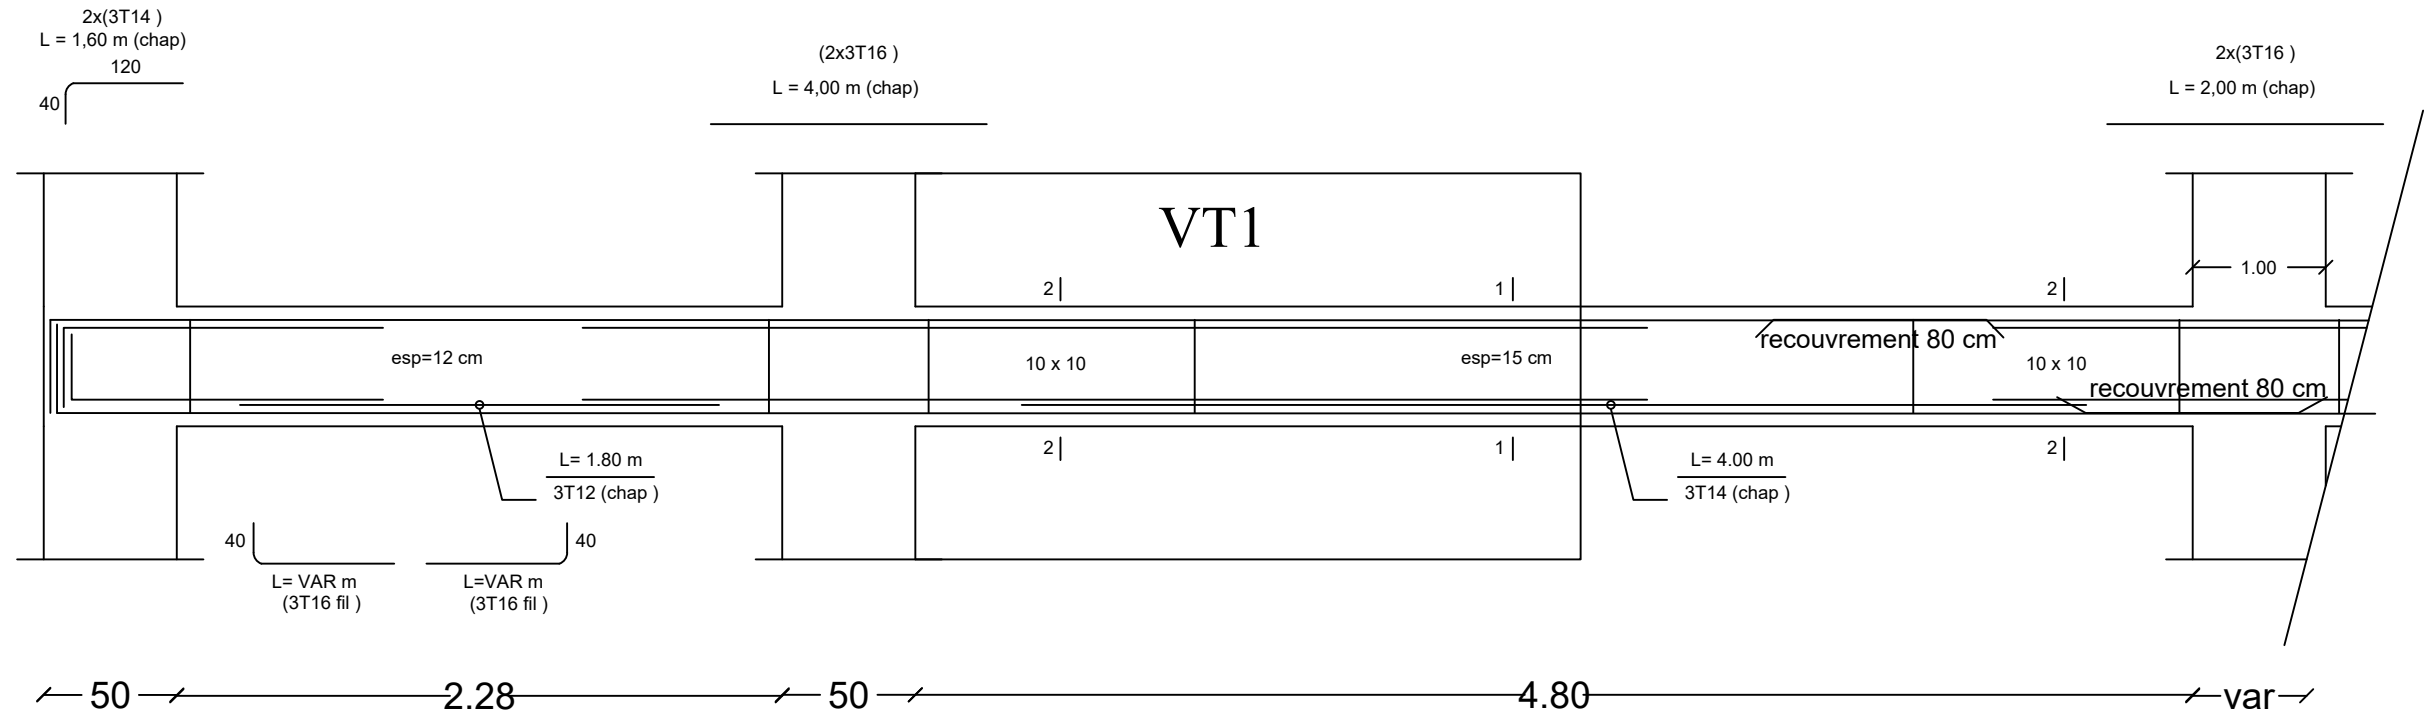 2x(3T14 )
L = 1,60 m (chap)
120
40
(2x3T16 )
L = 4,00 m (chap)
2x(3T16 )
L = 2,00 m (chap)
VT1
1.00
2
1
2
recouvrement 80 cm
esp=12 cm
10 x 10
esp=15 cm
10 x 10
recouvrement 80 cm
2
1
2
L= 1.80 m
3T12 (chap )
L= 4.00 m
3T14 (chap )
40
40
L= VAR m
(3T16 fil )
L=VAR m
(3T16 fil )
50
2.28
50
4.80
var